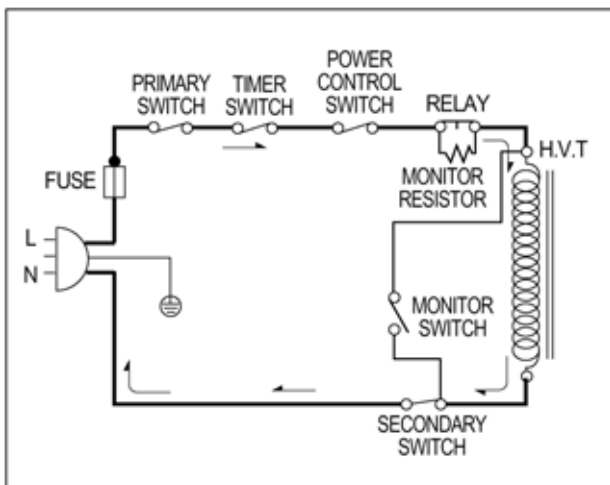 PRIMARY
SWITCH
TIMER
SWITCH
POWER
CONTROL
SWITCH
RELAY
H.V.T
MONITOR
RESISTOR
FUSE
L
N
MONITOR
SWITCH
SECONDARY
SWITCH